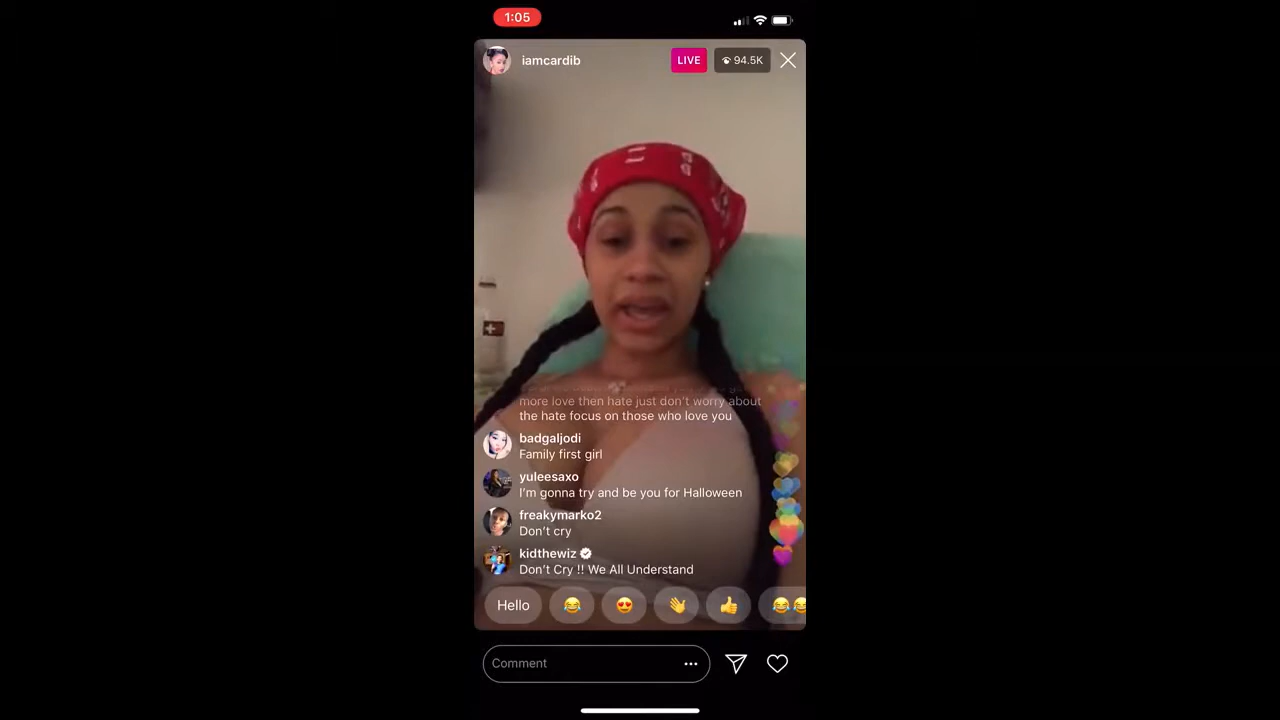 1:05
iamcardib LIVE 94.5K
more love then hate just don't worry about
the hate focus on those who love you
badgaljodi
Family first girl
yuleesaxo
I'm gonna try and be you for Halloween
freakymarko2
Don't cry
kidthewiz
Don't Cry !! We All Understand
Hello
Comment